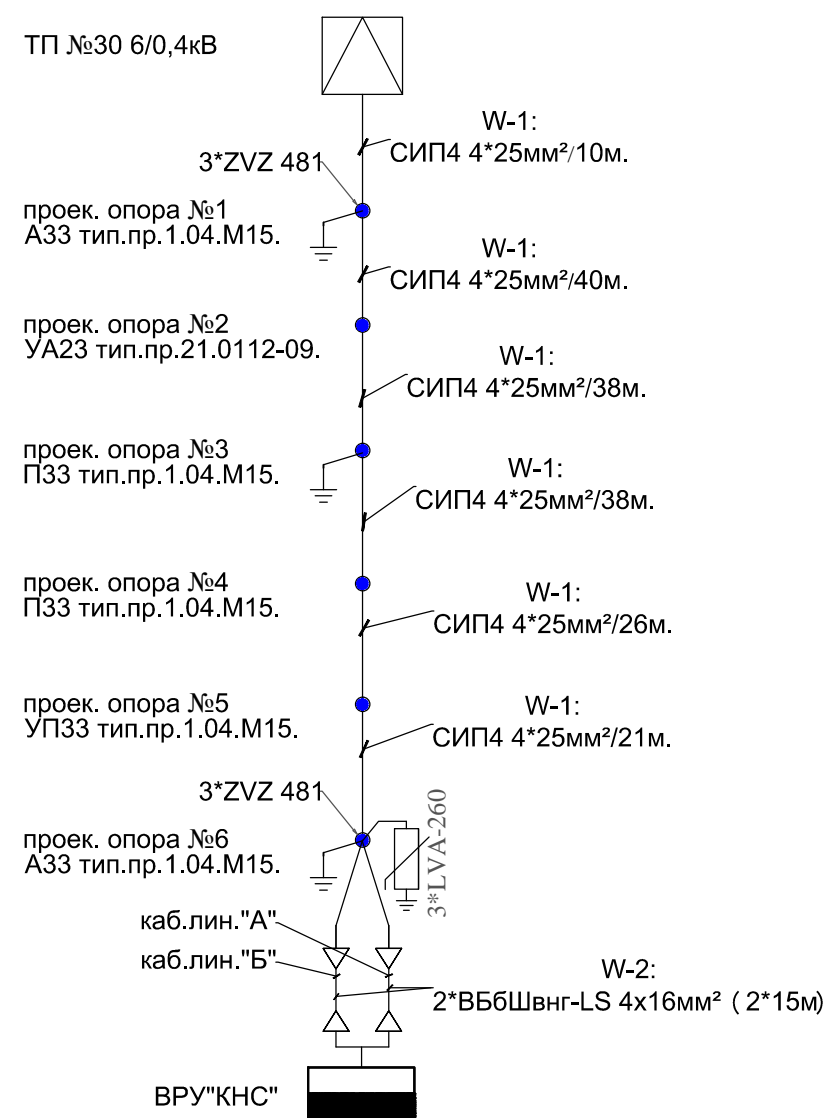 ТП №30 6/0,4кВ
W-1:
СИП4 4*25мм²/10м.
3*ZVZ 481
проек. опора №1
А33 тип.пр.1.04.М15.
W-1:
СИП4 4*25мм²/40м.
проек. опора №2
УА23 тип.пр.21.0112-09.
W-1:
СИП4 4*25мм²/38м.
проек. опора №3
П33 тип.пр.1.04.М15.
W-1:
СИП4 4*25мм²/38м.
проек. опора №4
П33 тип.пр.1.04.М15.
W-1:
СИП4 4*25мм²/26м.
проек. опора №5
УП33 тип.пр.1.04.М15.
W-1:
СИП4 4*25мм²/21м.
3*ZVZ 481
проек. опора №6
А33 тип.пр.1.04.М15.
3*LVA-260
каб.лин."А"
каб.лин."Б"
W-2:
2*ВБбШвнг-LS 4х16мм² ( 2*15м)
ВРУ"КНС"